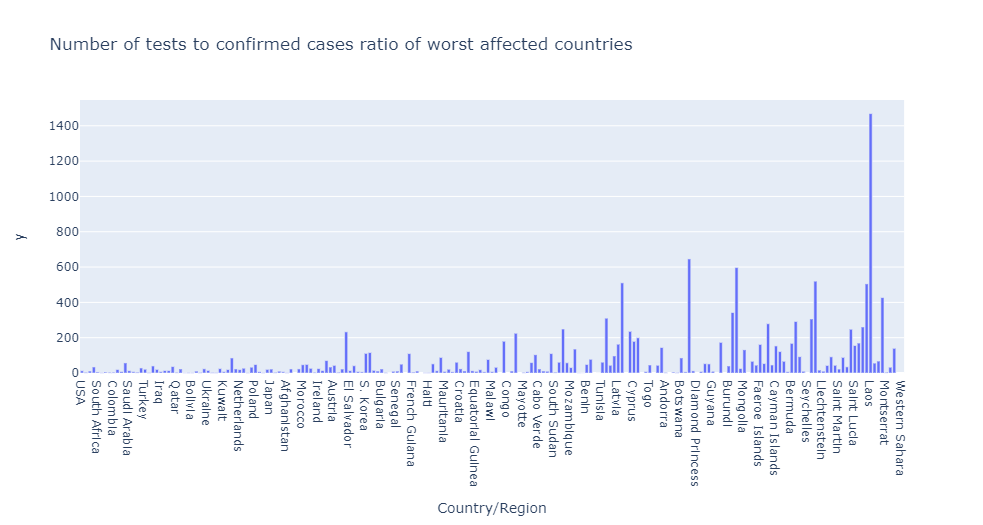 Number of tests to confirmed cases ratio of worst affected countries
1400
1200
1000
800
600
400
200
0
y
USA
South Africa
Colombia
Saudi Arabia
Turkey
Iraq
Qatar
Bolivia
Ukraine
Kuwait
Netherlands
Poland
Japan
Afghanistan
Morocco
Ireland
Austria
El Salvador
S. Korea
Bulgaria
Senegal
French Guiana
Haiti
Mauritania
Croatia
Equatorial Guinea
Malawi
Congo
Mayotte
Cabo Verde
South Sudan
Mozambique
Benin
Tunisia
Latvia
Cyprus
Togo
Andorra
Botswana
Diamond Princess
Guyana
Burundi
Mongolia
Faeroe Islands
Cayman Islands
Bermuda
Seychelles
Liechtenstein
Saint Martin
Saint Lucia
Laos
Montserrat
Western Sahara
Country/Region